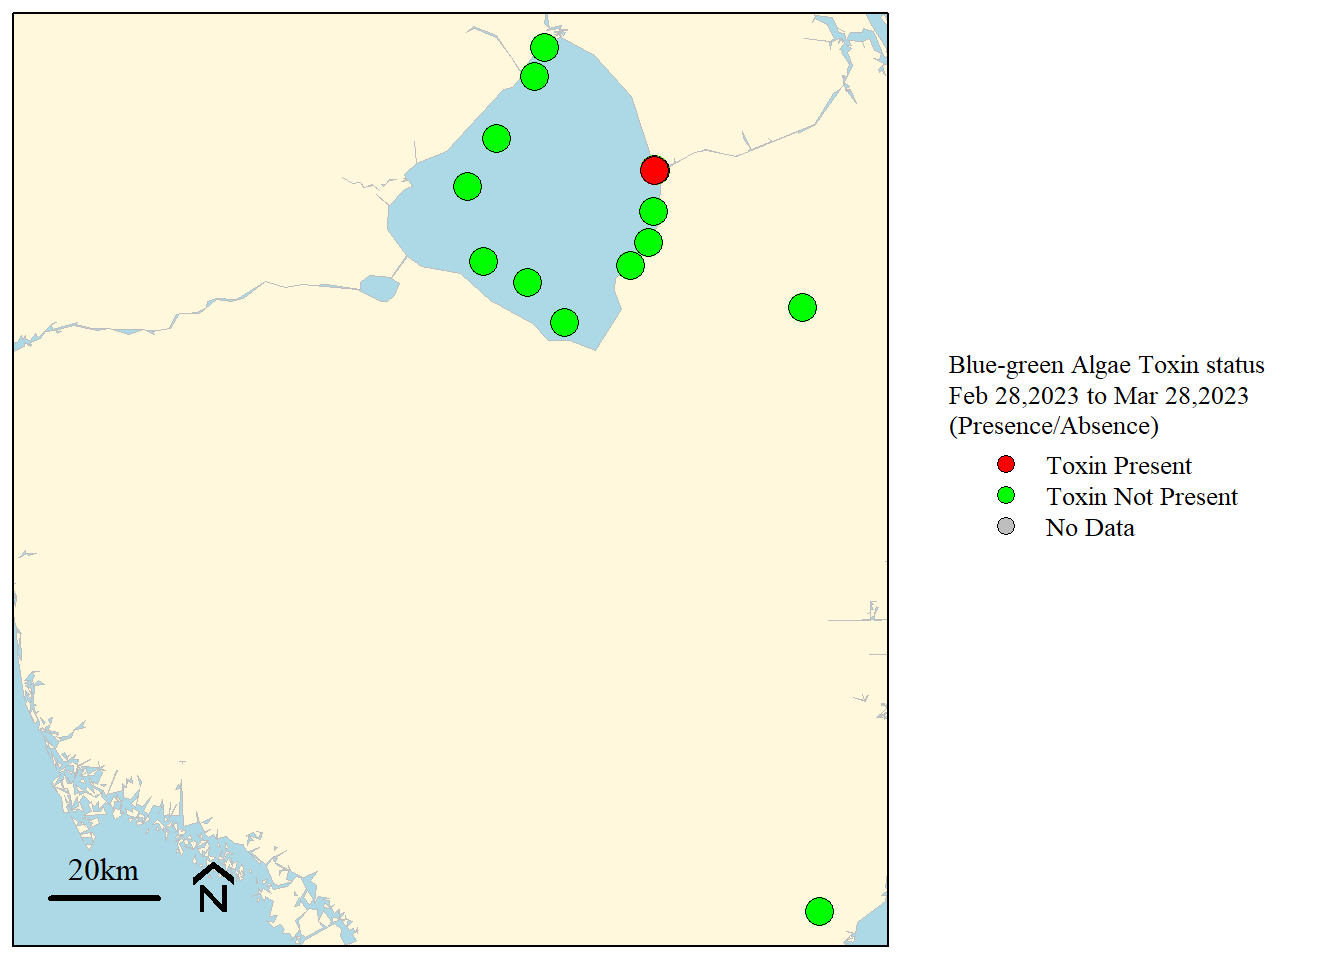 Blue-green Algae Toxin status
Feb 28,2023 to Mar 28,2023
(Presence/Absence)
Toxin Present
Toxin Not Present
No Data
20km
N